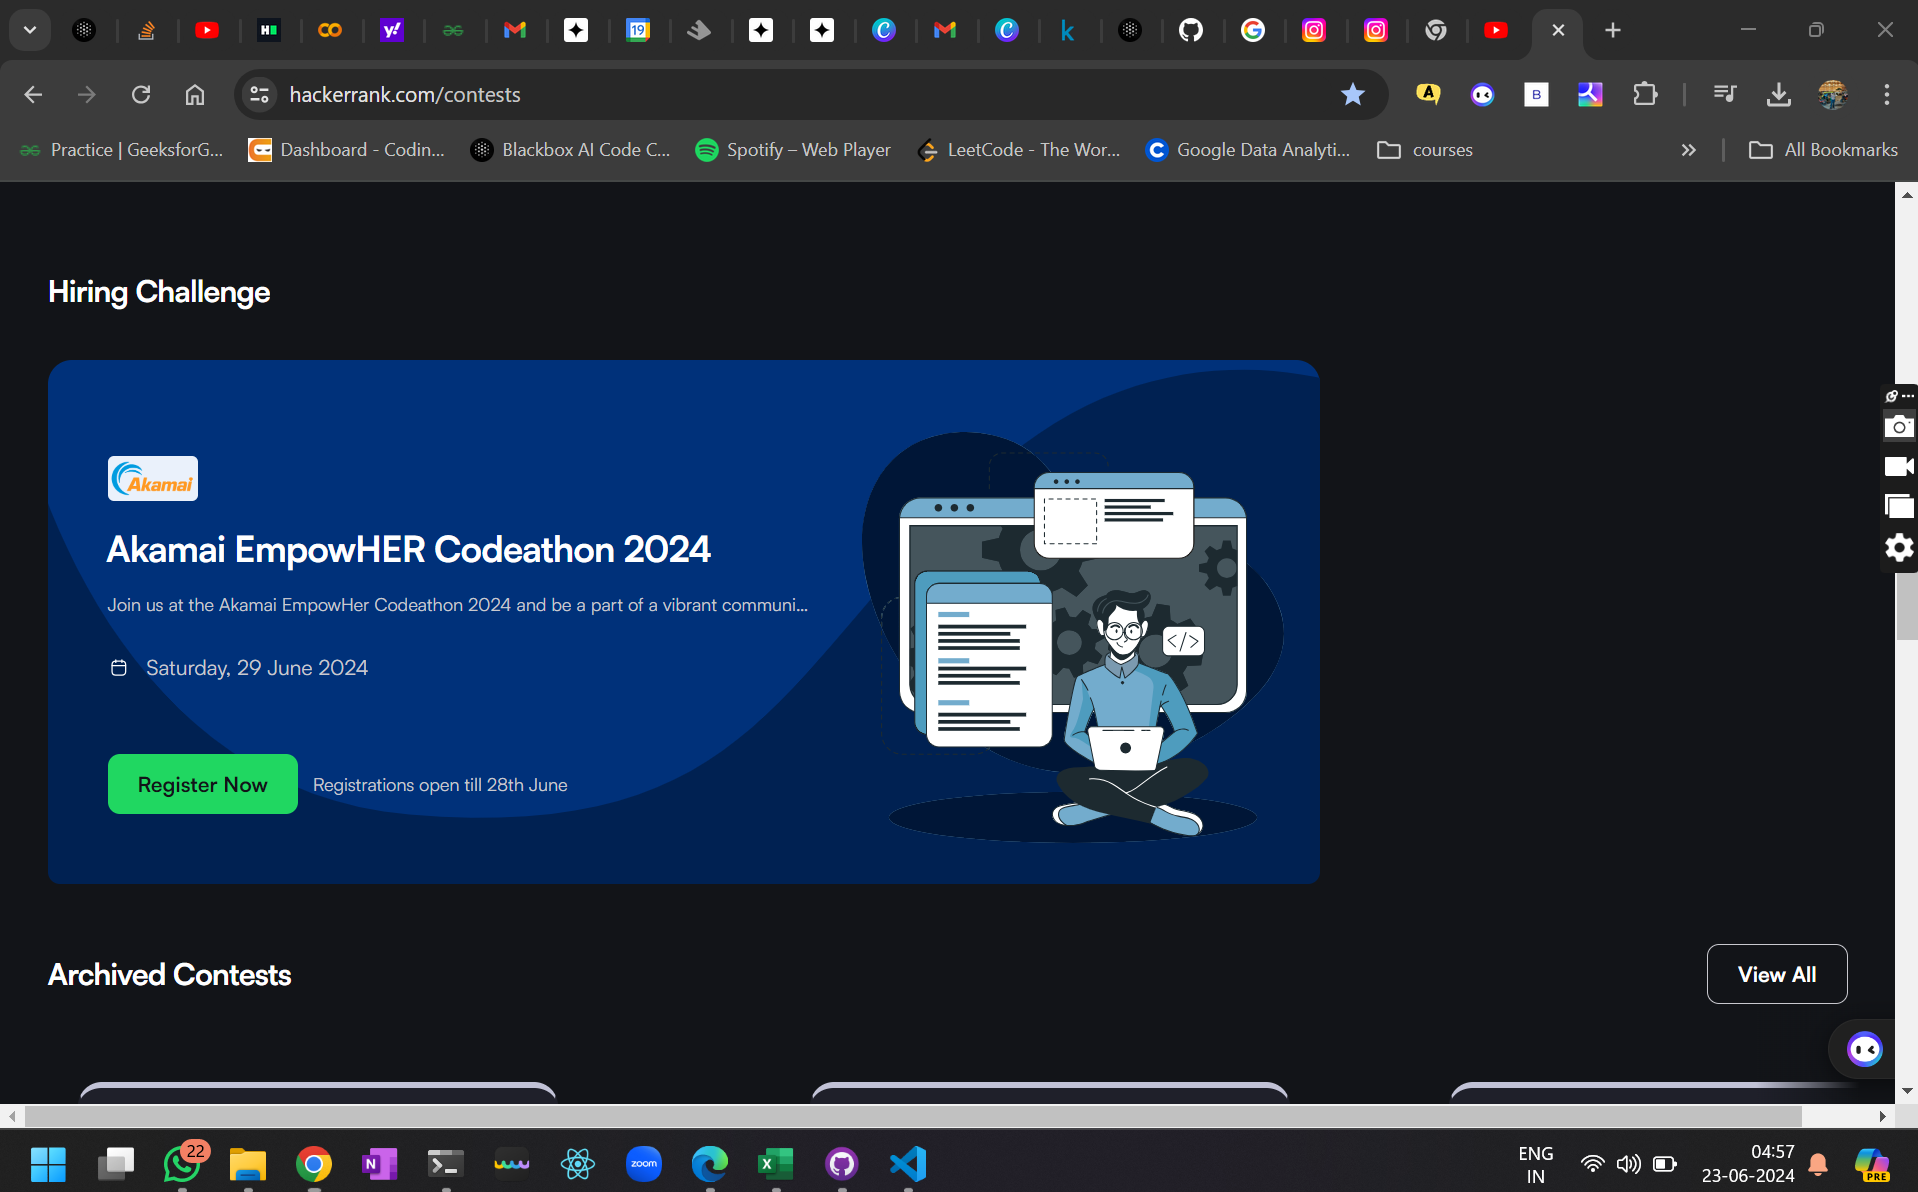 19
hackerrank.com/contests
Practice | GeeksforG...
Dashboard - Codin...
Blackbox AI Code C...
Spotify – Web Player
LeetCode - The Wor...
Google Data Analyti...
courses
All Bookmarks
Hiring Challenge
Akamai
Akamai EmpowHER Codeathon 2024
Join us at the Akamai EmpowHer Codeathon 2024 and be a part of a vibrant communi...
Saturday, 29 June 2024
</>
Register Now
Registrations open till 28th June
Archived Contests
View All
22
zoom
ENG
IN
04:57
23-06-2024
PRE